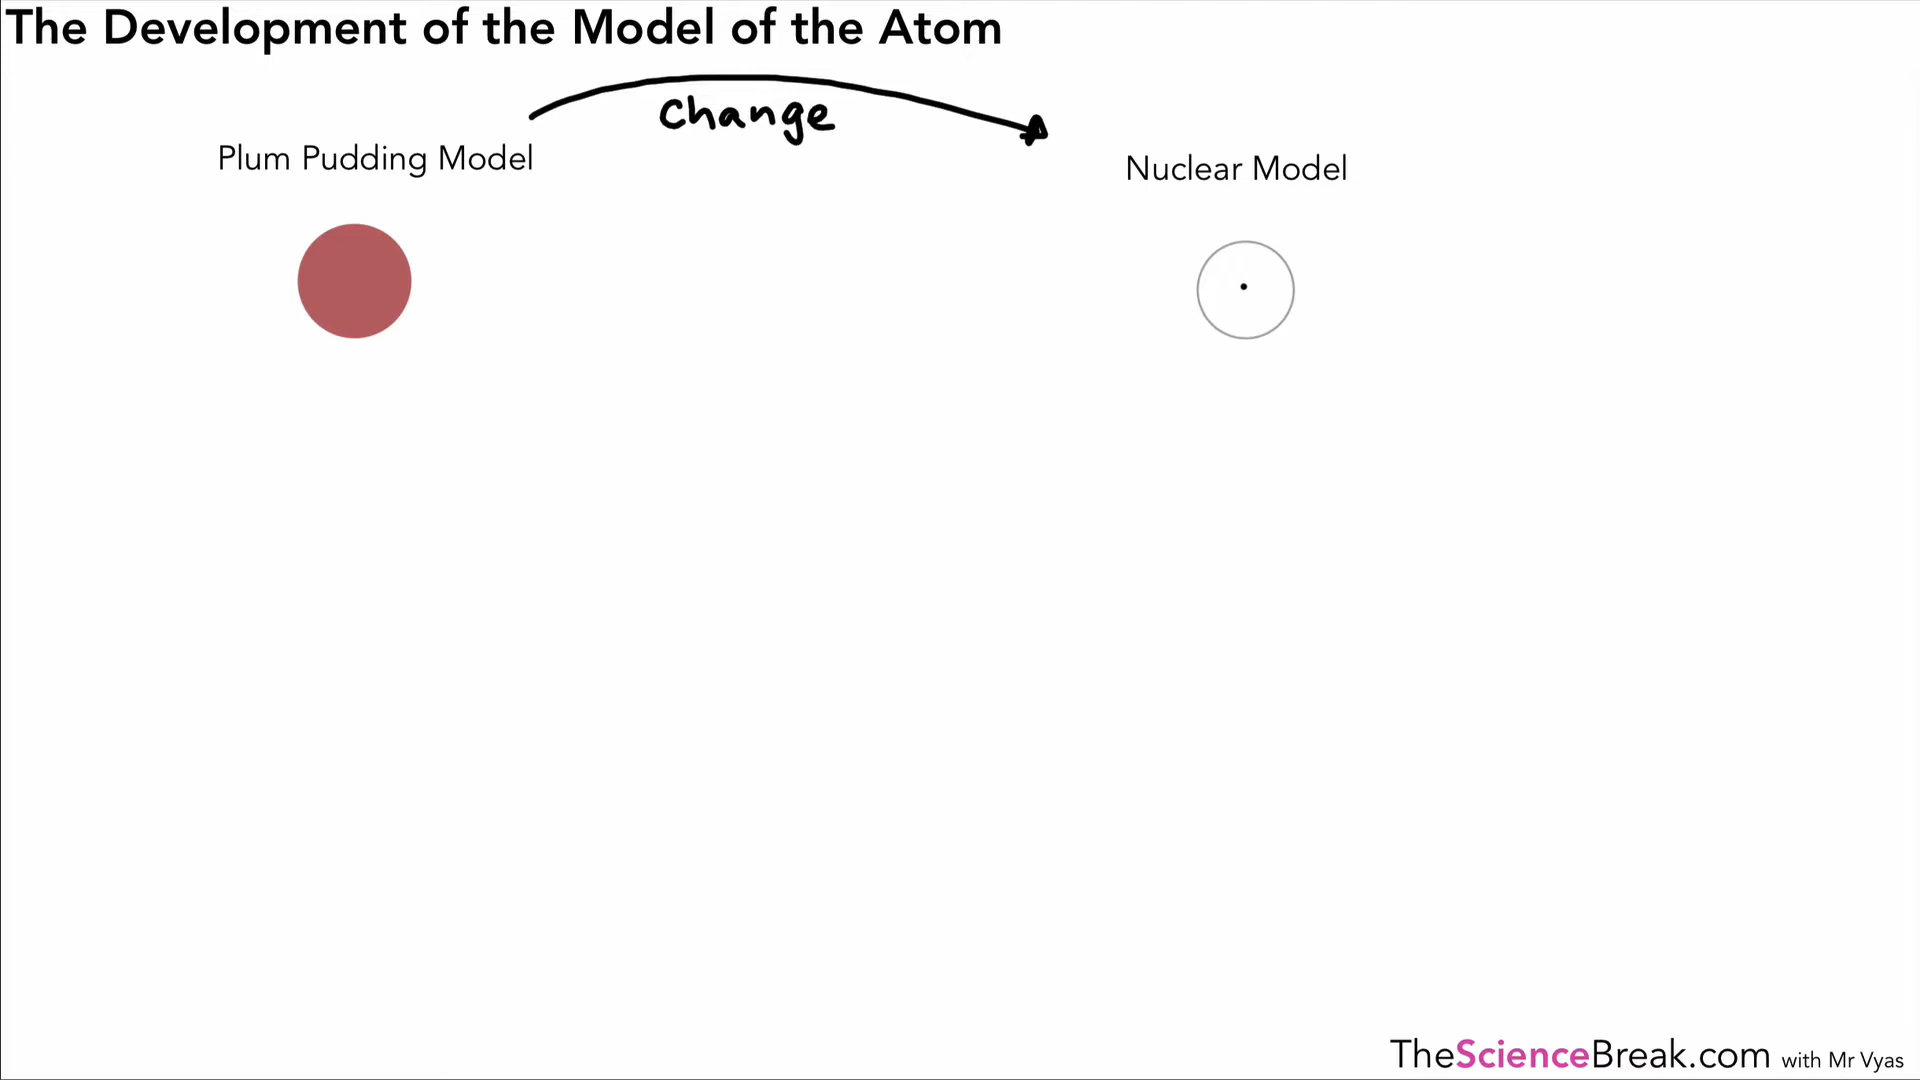 The Development of the Model of the Atom
Change
Plum Pudding Model
Nuclear Model
TheScienceBreak.com with Mr Vyas